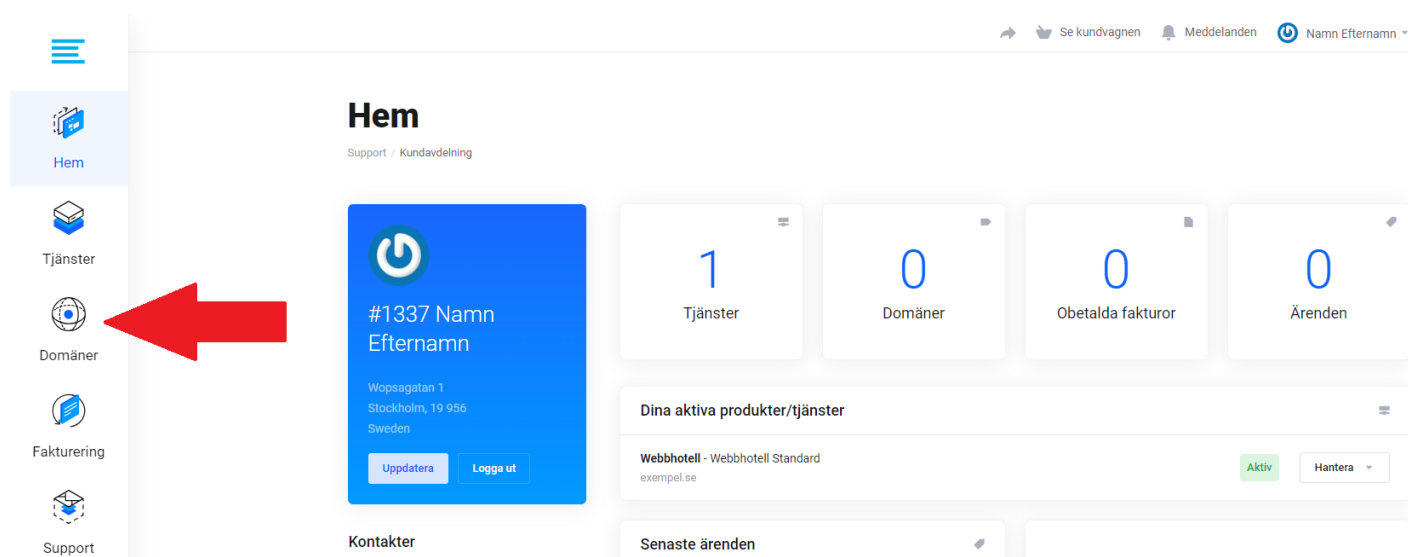 Se kundvagnen
Meddelanden
Namn Efternamn
Hem
Tjänster
Domäner
Fakturering
Support
Hem
Support / Kundavdelning
#1337 Namn
Efternamn
Wopsagatan 1
Stockholm, 19 956
Sweden
Uppdatera
Logga ut
Kontakter
1
Tjänster
0
Domäner
0
Obetalda fakturor
0
Ärenden
Dina aktiva produkter/tjänster
Webbhotell - Webbhotell Standard
exempel.se
Aktiv
Hantera
Senaste ärenden